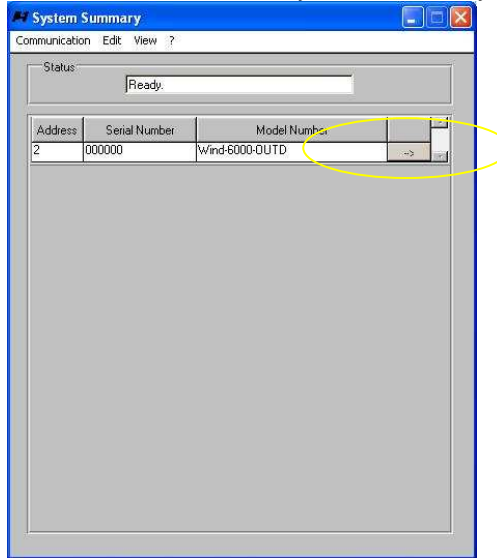 System Summary
Communication Edit View ?
Status
Ready.
Address Serial Number Model Number
2 000000 Wind-6000-OUTD -->